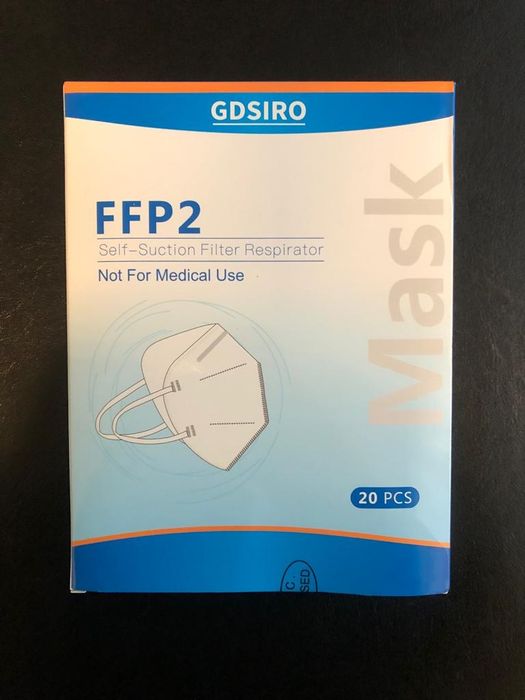 GDSIRO
Mask
FFP2
Self-Suction Filter Respirator
Not For Medical Use
20 PCS